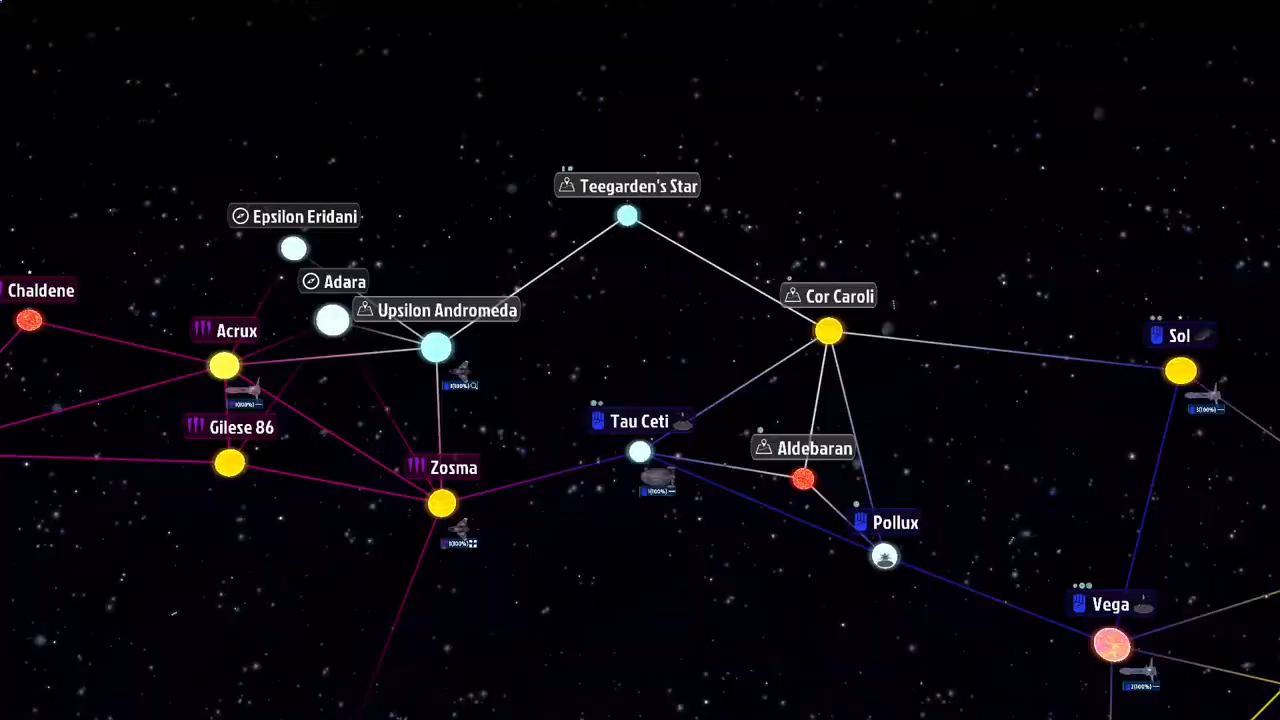 Teegarden's Star
Epsilon Eridani
Adara
Chaldene
Cor Caroli
Upsilon Andromeda
Acrux
Sol
Tau Ceti
Gilese 86
Aldebaran
Zosma
Pollux
Vega